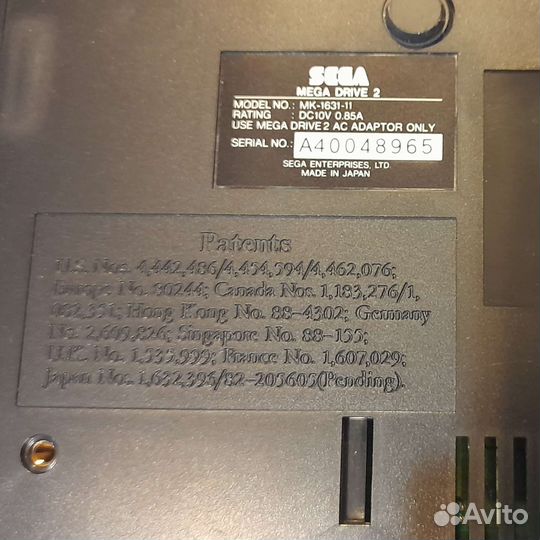 SEGA
MEGA DRIVE 2
MODEL NO.: MK-1631-11
RATING : DC10V 0.85A
USE MEGA DRIVE 2 AC ADAPTOR ONLY
SERIAL NO.: A40048965
SEGA ENTERPRISES, LTD.
MADE IN JAPAN
Patents
U.S. Nos. 4,442,486/4,454,594/4,462,076;
Europe No. 80244; Canada Nos. 1,183,276/1,
082,351; Hong Kong No. 88-4302; Germany
No. 2,609,826; Singapore No. 88-155;
U.K. No. 1,535,999; France No. 1,607,029;
Japan Nos. 1,632,396/82-205605(Pending).
Avito